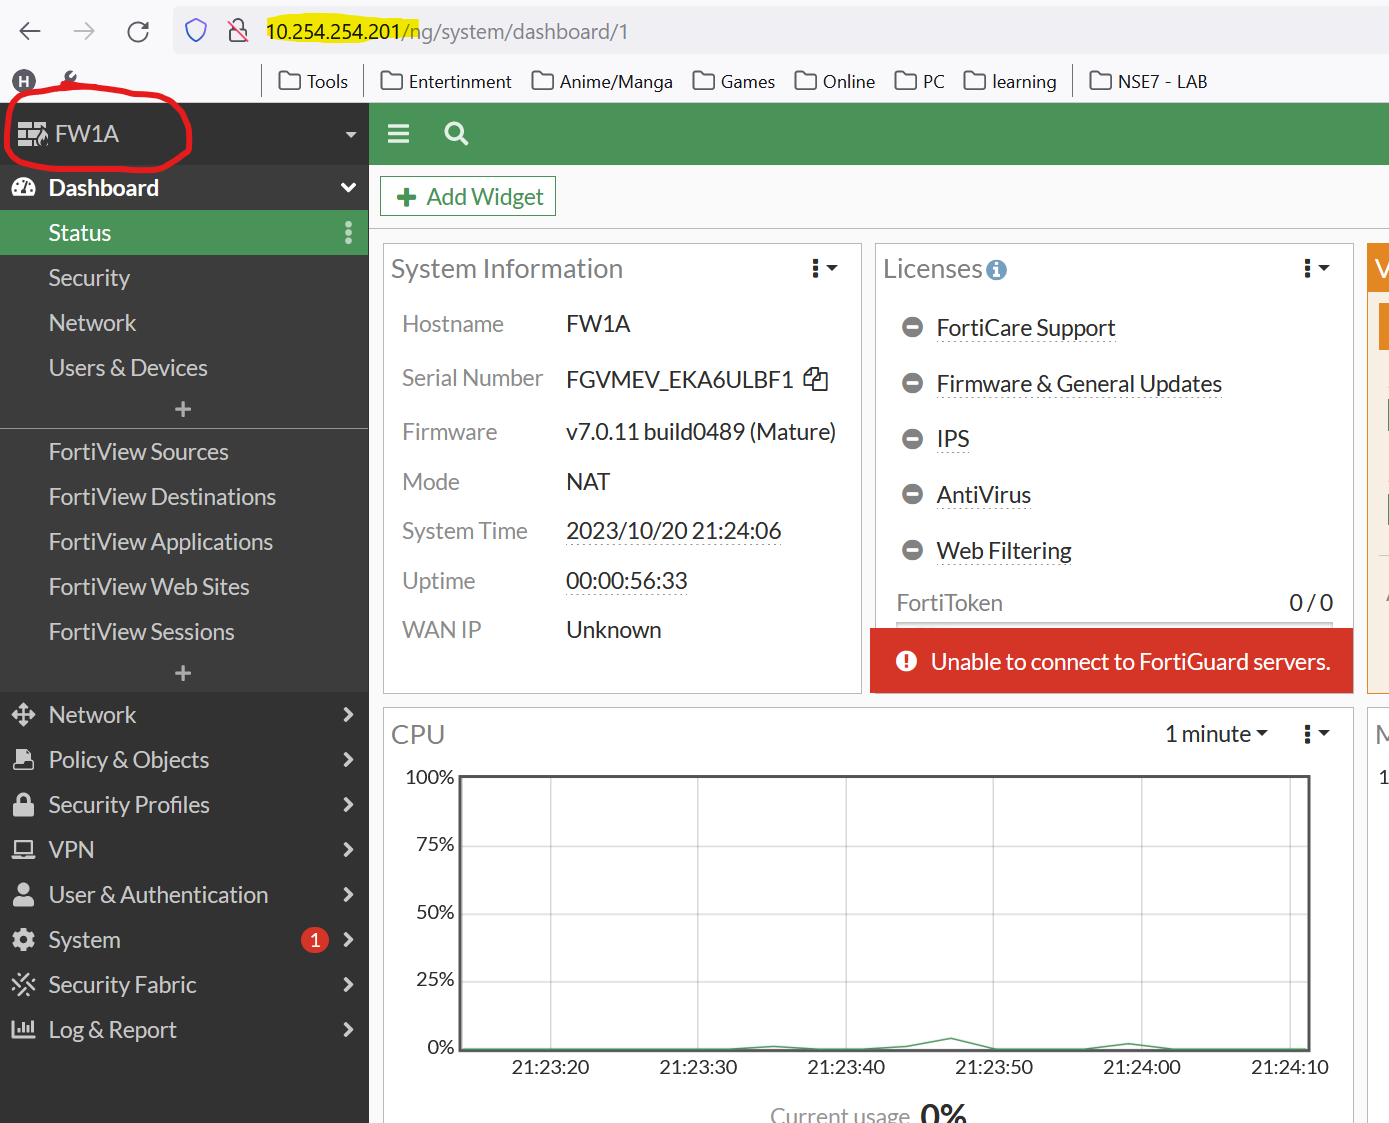 10.254.254.201/ng/system/dashboard/1
H
Tools
Entertinment
Anime/Manga
Games
Online
PC
learning
NSE7 - LAB
FW1A
Dashboard
Status
Security
Network
Users & Devices
+
FortiView Sources
FortiView Destinations
FortiView Applications
FortiView Web Sites
FortiView Sessions
+
Network
Policy & Objects
Security Profiles
VPN
User & Authentication
System 1
Security Fabric
Log & Report
+ Add Widget
System Information
Hostname FW1A
Serial Number FGVMEV_EKA6ULBF1
Firmware v7.0.11 build0489 (Mature)
Mode NAT
System Time 2023/10/20 21:24:06
Uptime 00:00:56:33
WAN IP Unknown
Licenses
FortiCare Support
Firmware & General Updates
IPS
AntiVirus
Web Filtering
FortiToken 0 / 0
Unable to connect to FortiGuard servers.
V
CPU 1 minute
100%
75%
50%
25%
0%
21:23:20 21:23:30 21:23:40 21:23:50 21:24:00 21:24:10
Current usage 0%
M
1